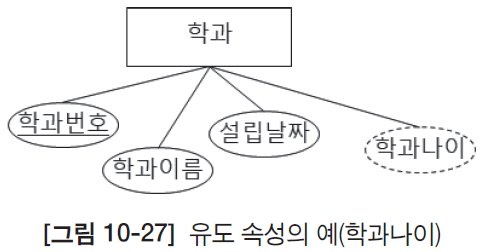 학과
학과번호
학과이름
설립날짜
학과나이
[그림 10-27] 유도 속성의 예(학과나이)